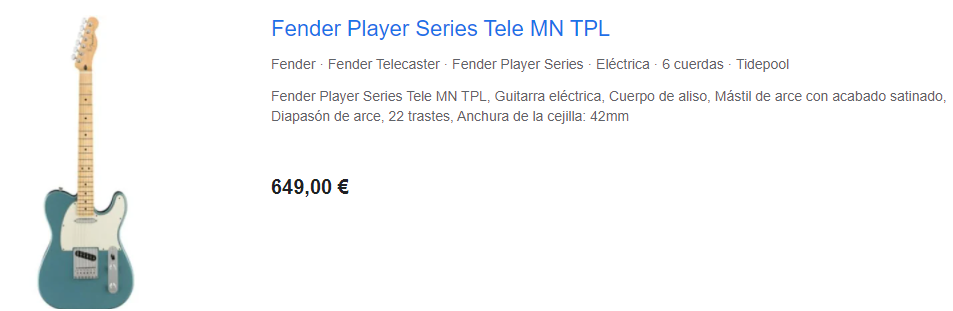 Fender Player Series Tele MN TPL
Fender · Fender Telecaster · Fender Player Series · Eléctrica · 6 cuerdas · Tidepool
Fender Player Series Tele MN TPL, Guitarra eléctrica, Cuerpo de aliso, Mástil de arce con acabado satinado,
Diapasón de arce, 22 trastes, Anchura de la cejilla: 42mm
649,00 €